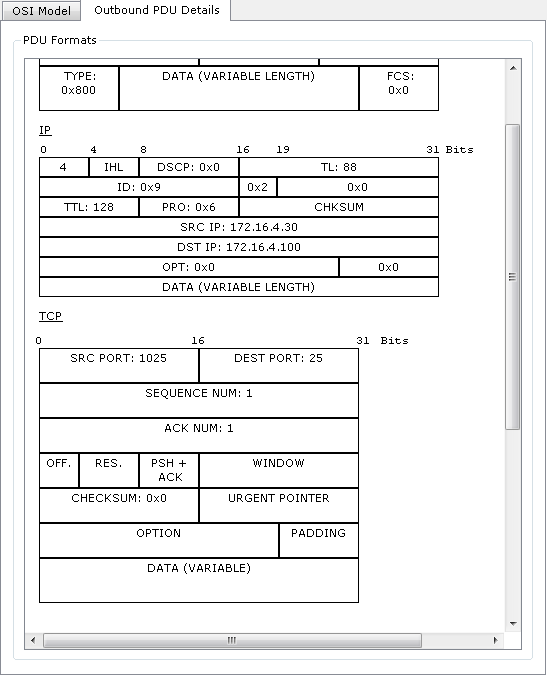 OSI Model Outbound PDU Details
PDU Formats
TYPE: DATA (VARIABLE LENGTH) FCS:
0x800 0x0
IP
0 4 8 16 19 31 Bits
4 IHL DSCP: 0x0 TL: 88
ID: 0x9 0x2 0x0
TTL: 128 PRO: 0x6 CHKSUM
SRC IP: 172.16.4.30
DST IP: 172.16.4.100
OPT: 0x0 0x0
DATA (VARIABLE LENGTH)
TCP
0 16 31 Bits
SRC PORT: 1025 DEST PORT: 25
SEQUENCE NUM: 1
ACK NUM: 1
OFF. RES. PSH + WINDOW
ACK
CHECKSUM: 0x0 URGENT POINTER
OPTION PADDING
DATA (VARIABLE)